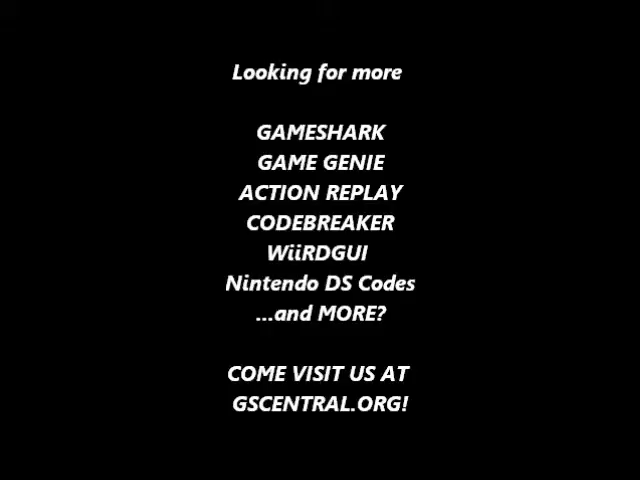 Looking for more
GAMESHARK
GAME GENIE
ACTION REPLAY
CODEBREAKER
WiiRDGUI
Nintendo DS Codes
...and MORE?
COME VISIT US AT
GSCENTRAL.ORG!